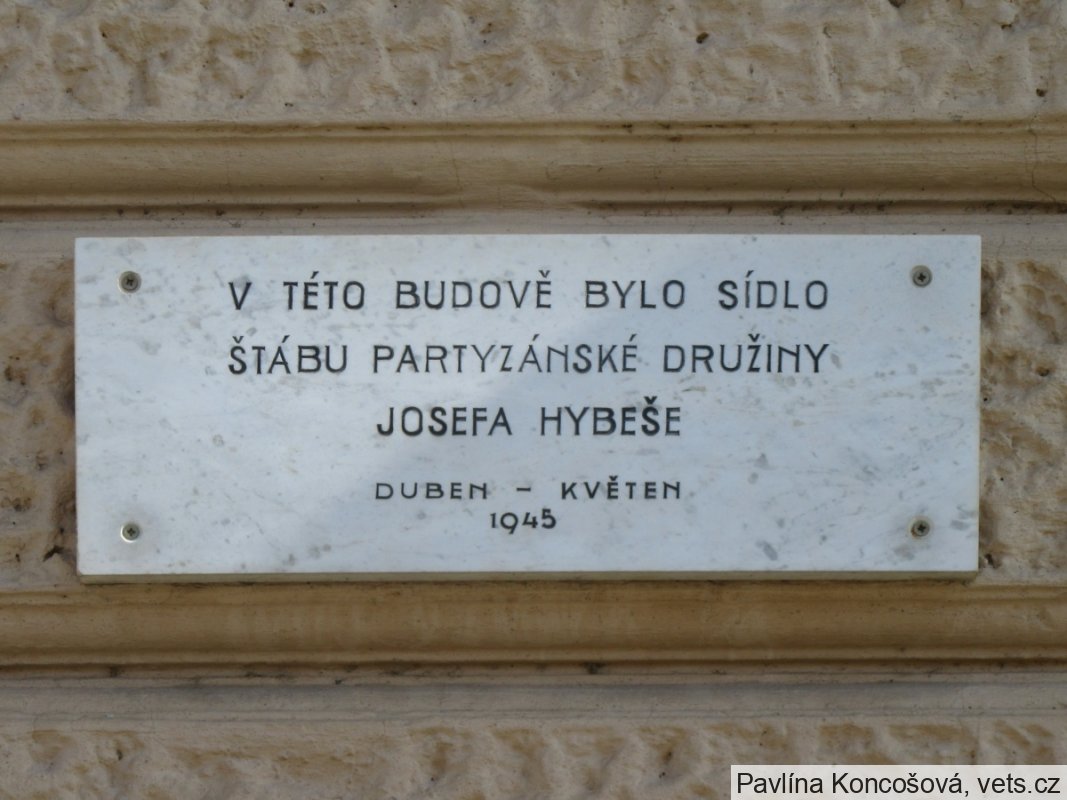 V TÉTO BUDOVĚ BYLO SÍDLO
ŠTÁBU PARTYZÁNSKÉ DRUŽINY
JOSEFA HYBEŠE
DUBEN - KVĚTEN
1945
Pavlína Koncošová, vets.cz